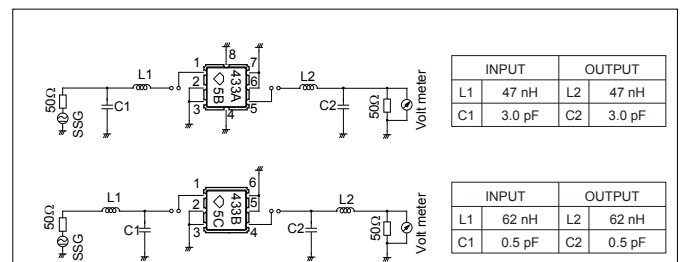 L1
C1
50Ω
SSG
1
2
3
4
5
6
7
8
433A
5B
L2
C2
50Ω
Volt meter
INPUT OUTPUT
L1 47 nH L2 47 nH
C1 3.0 pF C2 3.0 pF
L1
C1
50Ω
SSG
1
2
3
4
5
6
433B
5C
L2
C2
50Ω
Volt meter
INPUT OUTPUT
L1 62 nH L2 62 nH
C1 0.5 pF C2 0.5 pF